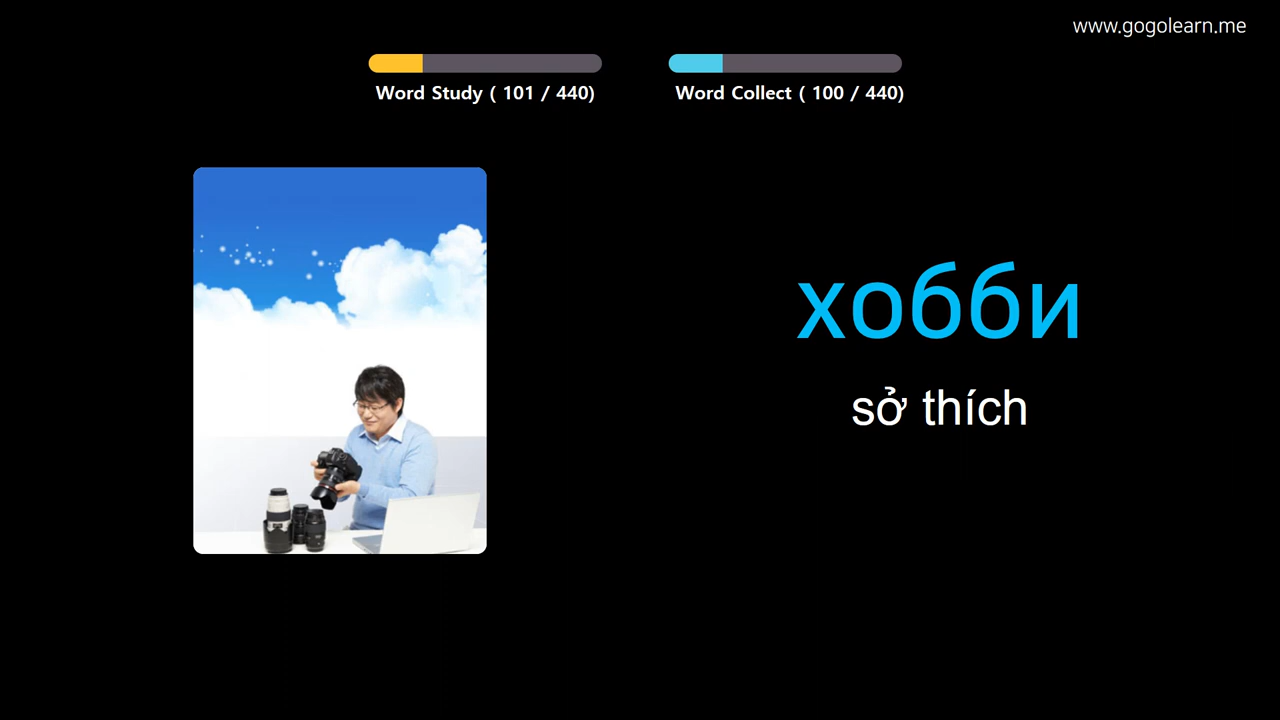 www.gogolearn.me
Word Study ( 101 / 440)
Word Collect ( 100 / 440)
хобби
sở thích